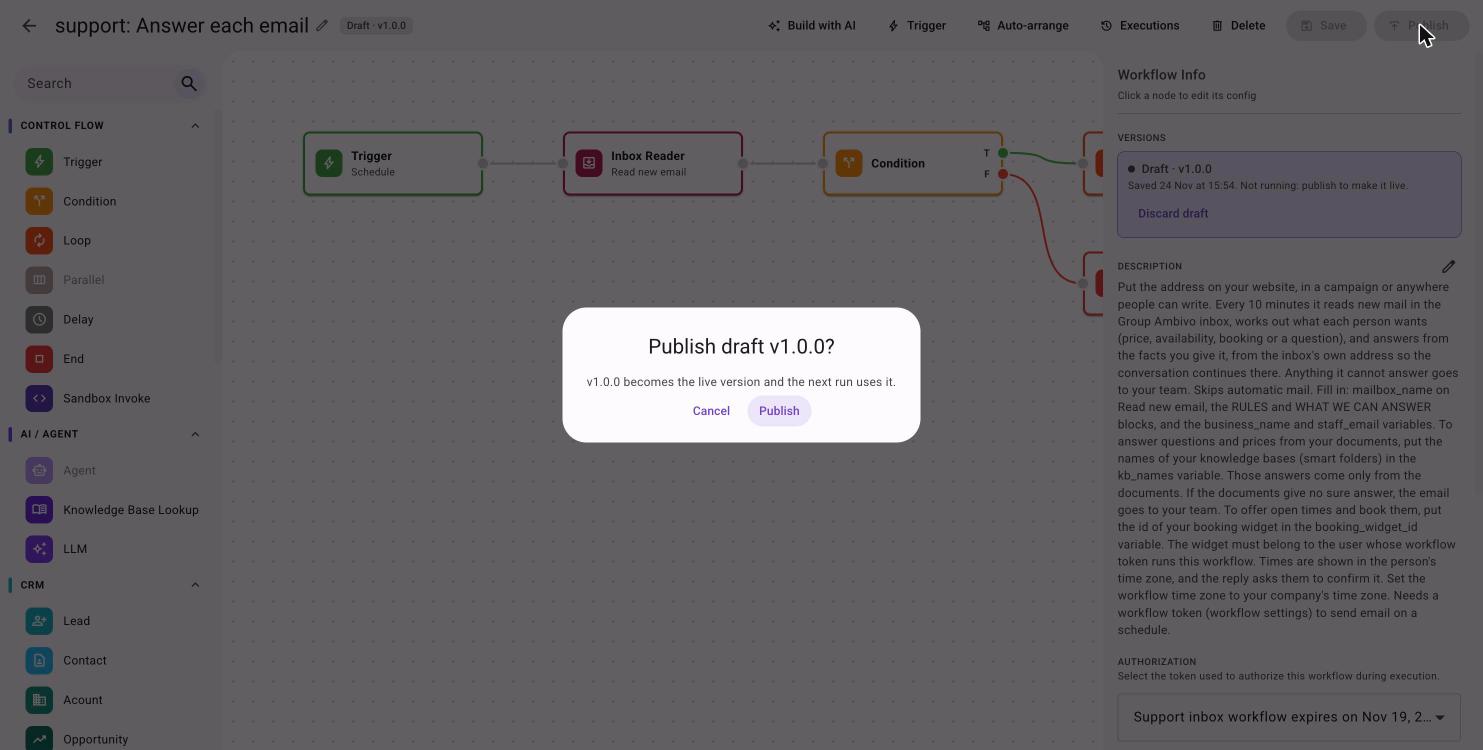 support: Answer each email
Draft · v1.0.0
Build with AI
Trigger
Auto-arrange
Executions
Delete
Save
Publish
Search
CONTROL FLOW
Trigger
Condition
Loop
Parallel
Delay
End
Sandbox Invoke
AI / AGENT
Agent
Knowledge Base Lookup
LLM
CRM
Lead
Contact
Acount
Opportunity
Trigger
Schedule
Inbox Reader
Read new email
Condition
T
F
Publish draft v1.0.0?
v1.0.0 becomes the live version and the next run uses it.
Cancel
Publish
Workflow Info
Click a node to edit its config
VERSIONS
Draft · v1.0.0
Saved 24 Nov at 15:54. Not running: publish to make it live.
Discard draft
DESCRIPTION
Put the address on your website, in a campaign or anywhere
people can write. Every 10 minutes it reads new mail in the
Group Ambivo inbox, works out what each person wants
(price, availability, booking or a question), and answers from
the facts you give it, from the inbox's own address so the
conversation continues there. Anything it cannot answer goes
to your team. Skips automatic mail. Fill in: mailbox_name on
Read new email, the RULES and WHAT WE CAN ANSWER
blocks, and the business_name and staff_email variables. To
answer questions and prices from your documents, put the
names of your knowledge bases (smart folders) in the
kb_names variable. Those answers come only from the
documents. If the documents give no sure answer, the email
goes to your team. To offer open times and book them, put
the id of your booking widget in the booking_widget_id
variable. The widget must belong to the user whose workflow
token runs this workflow. Times are shown in the person's
time zone, and the reply asks them to confirm it. Set the
workflow time zone to your company's time zone. Needs a
workflow token (workflow settings) to send email on a
schedule.
AUTHORIZATION
Select the token used to authorize this workflow during execution.
Support inbox workflow expires on Nov 19, 2...